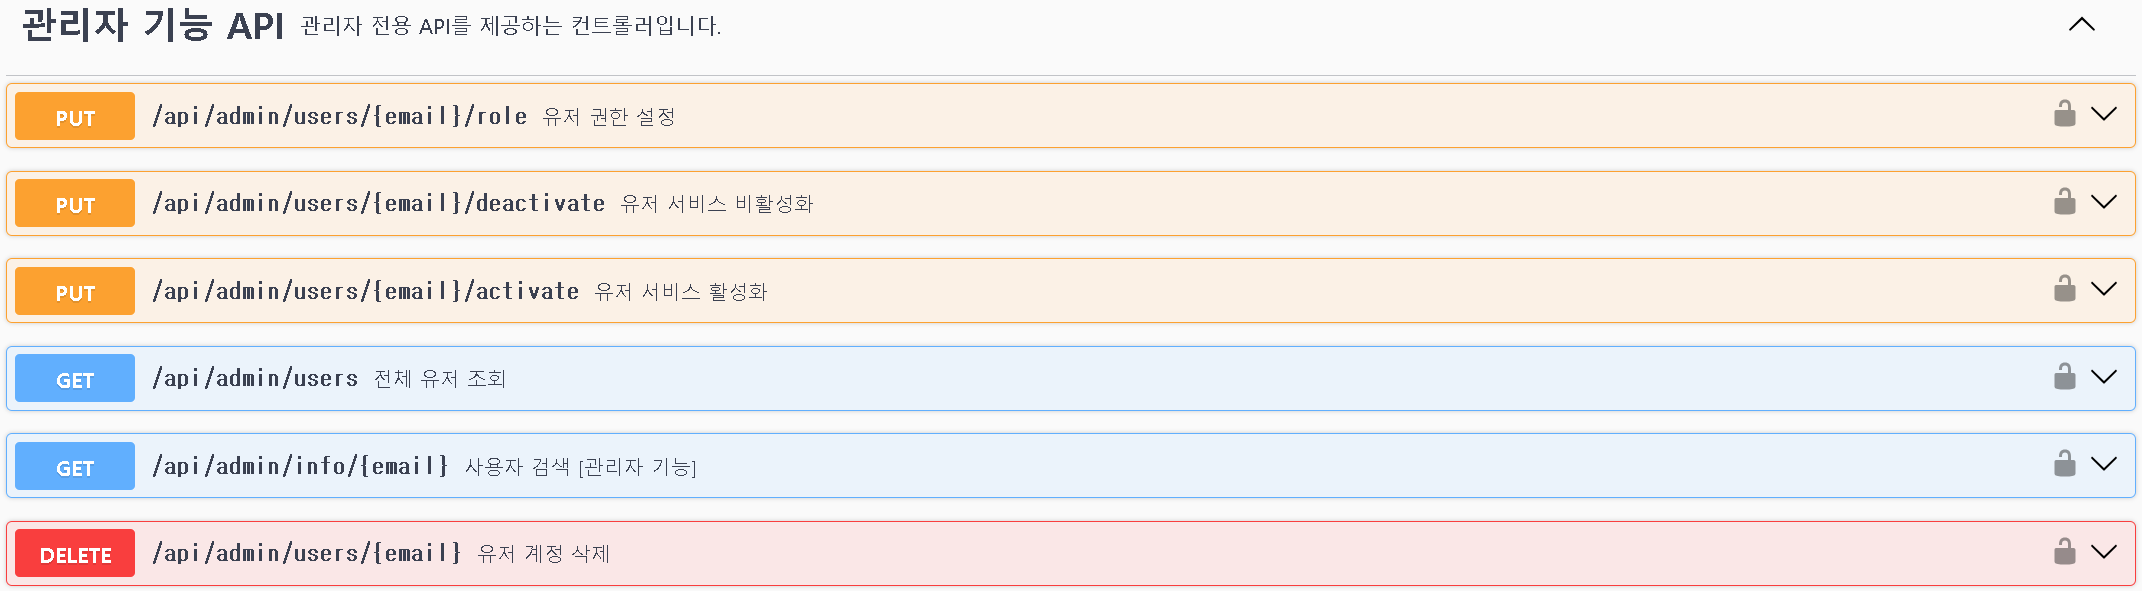 관리자 기능 API 관리자 전용 API를 제공하는 컨트롤러입니다.
PUT /api/admin/users/{email}/role 유저 권한 설정
PUT /api/admin/users/{email}/deactivate 유저 서비스 비활성화
PUT /api/admin/users/{email}/activate 유저 서비스 활성화
GET /api/admin/users 전체 유저 조회
GET /api/admin/info/{email} 사용자 검색 [관리자 기능]
DELETE /api/admin/users/{email} 유저 계정 삭제